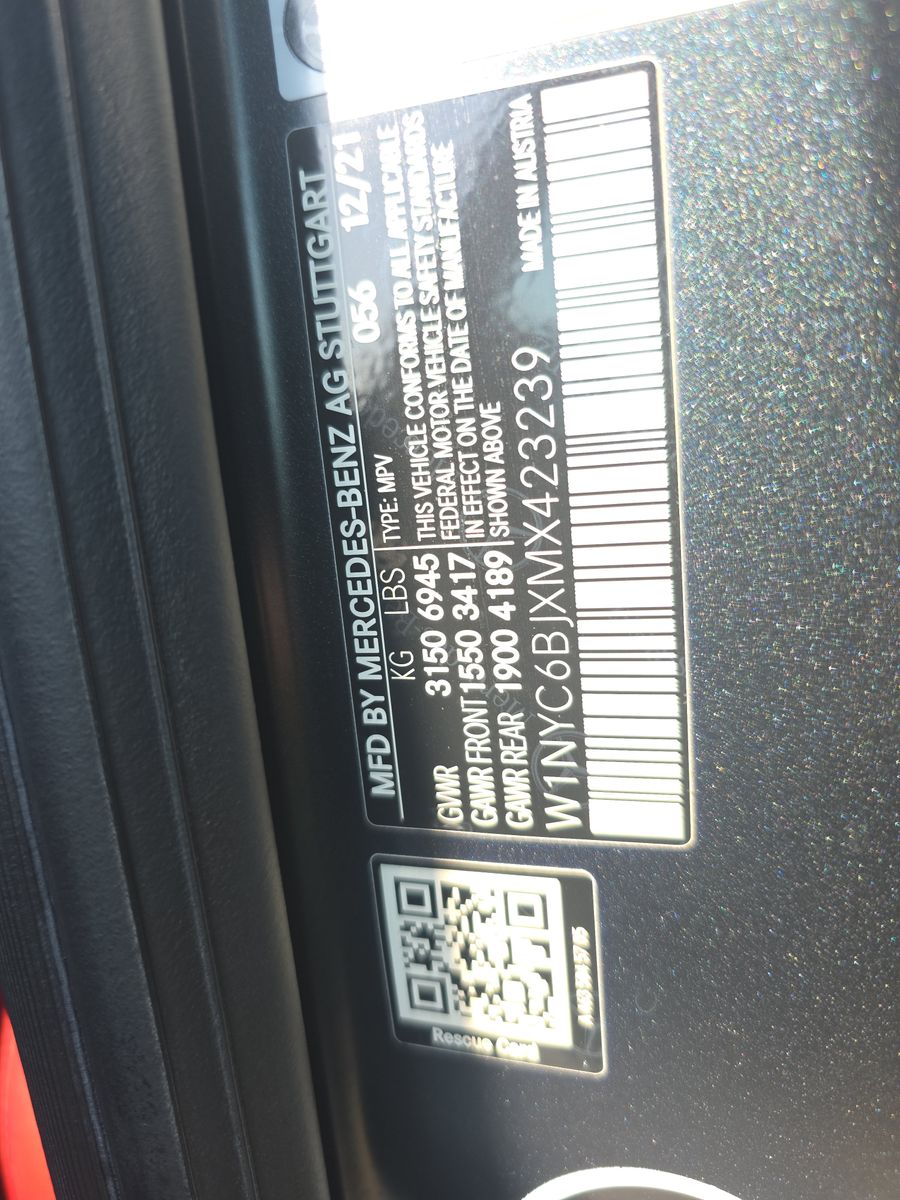 MFD BY MERCEDES-BENZ AG STUTTGART
KG LBS TYPE: MPV 056 12/21
GVWR 3150 6945 THIS VEHICLE CONFORMS TO ALL APPLICABLE
GAWR FRONT 1550 3417 FEDERAL MOTOR VEHICLE SAFETY STANDARDS
GAWR REAR 1900 4189 IN EFFECT ON THE DATE OF MANUFACTURE
SHOWN ABOVE
MADE IN AUSTRIA
W1NYC6BJXMX423239
Rescue Card